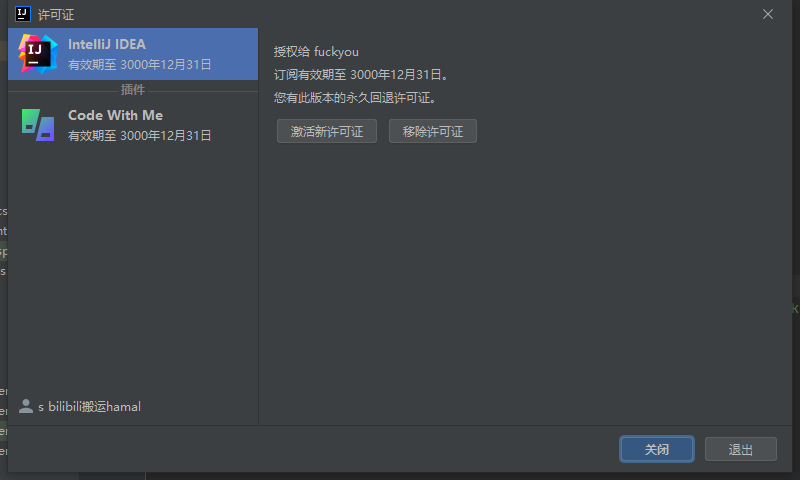 许可证
IntelliJ IDEA
有效期至 3000年12月31日
插件
Code With Me
有效期至 3000年12月31日
授权给 fuckyou
订阅有效期至 3000年12月31日。
您有此版本的永久回退许可证。
激活新许可证
移除许可证
s bilibili搬运hamal
关闭
退出